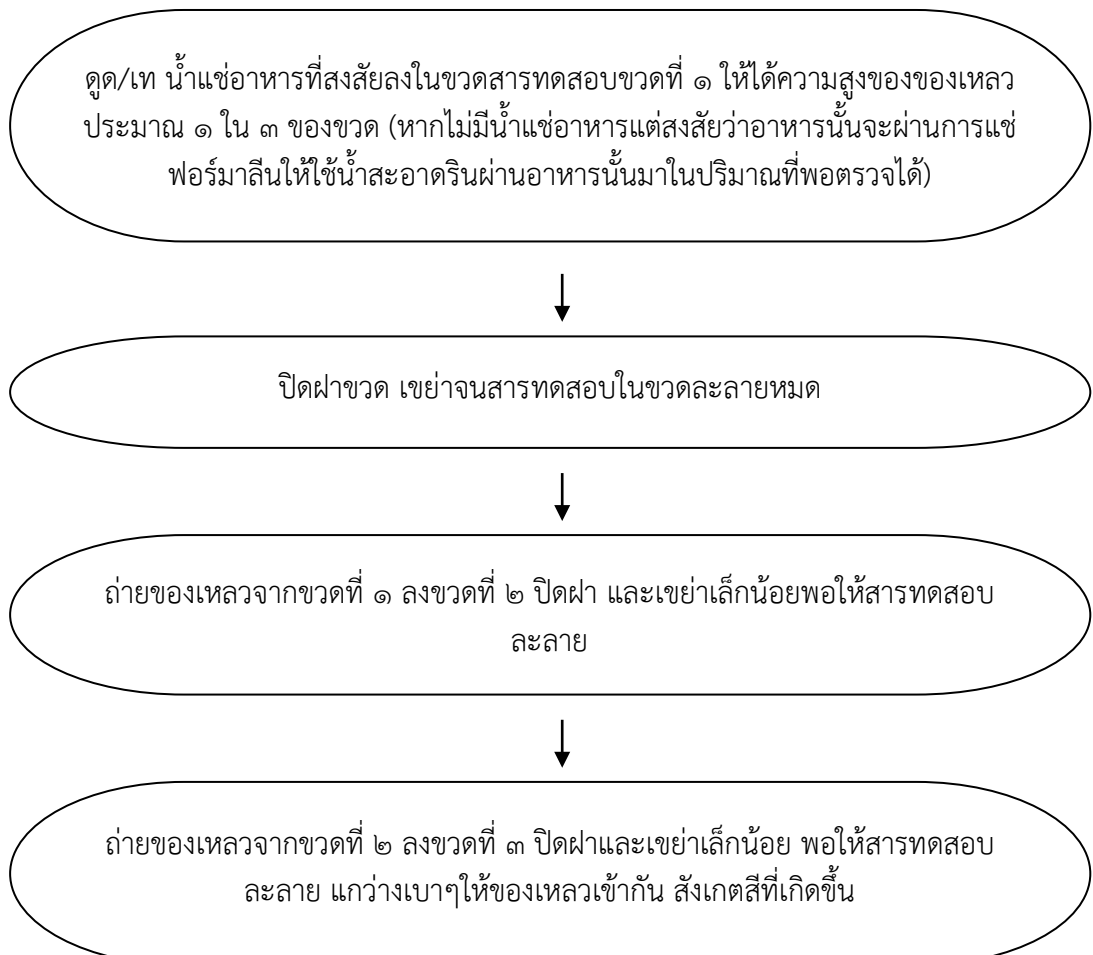 ดูด/เท น้ำแช่อาหารที่สงสัยลงในขวดสารทดสอบขวดที่ ๑ ให้ได้ความสูงของของเหลว
ประมาณ ๑ ใน ๓ ของขวด (หากไม่มีน้ำแช่อาหารแต่สงสัยว่าอาหารนั้นจะผ่านการแช่
ฟอร์มาลีนให้ใช้น้ำสะอาดรินผ่านอาหารนั้นมาในปริมาณที่พอตรวจได้)
ปิดฝาขวด เขย่าจนสารทดสอบในขวดละลายหมด
ถ่ายของเหลวจากขวดที่ ๑ ลงขวดที่ ๒ ปิดฝา และเขย่าเล็กน้อยพอให้สารทดสอบ
ละลาย
ถ่ายของเหลวจากขวดที่ ๒ ลงขวดที่ ๓ ปิดฝาและเขย่าเล็กน้อย พอให้สารทดสอบ
ละลาย แกว่างเบาๆให้ของเหลวเข้ากัน สังเกตสีที่เกิดขึ้น